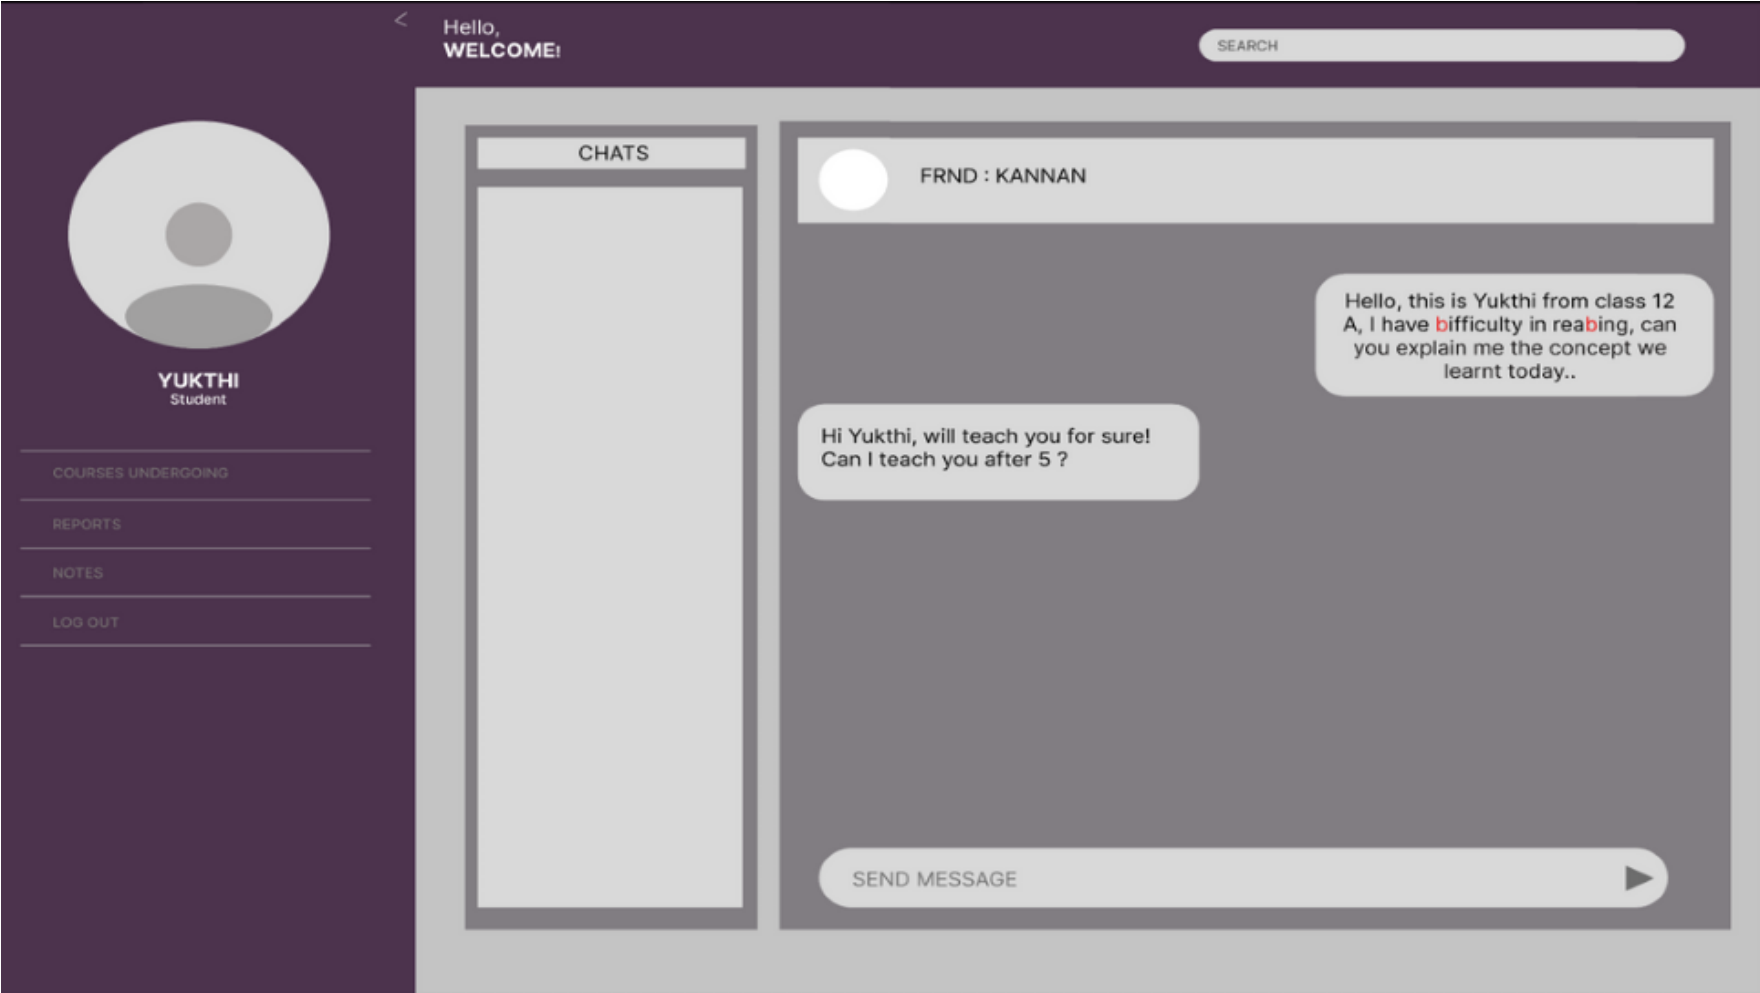 <
Hello,
WELCOME!
SEARCH
YUKTHI
Student
COURSES UNDERGOING
REPORTS
NOTES
LOG OUT
CHATS
FRND : KANNAN
Hello, this is Yukthi from class 12
A, I have bifficulty in reabing, can
you explain me the concept we
learnt today..
Hi Yukthi, will teach you for sure!
Can I teach you after 5 ?
SEND MESSAGE